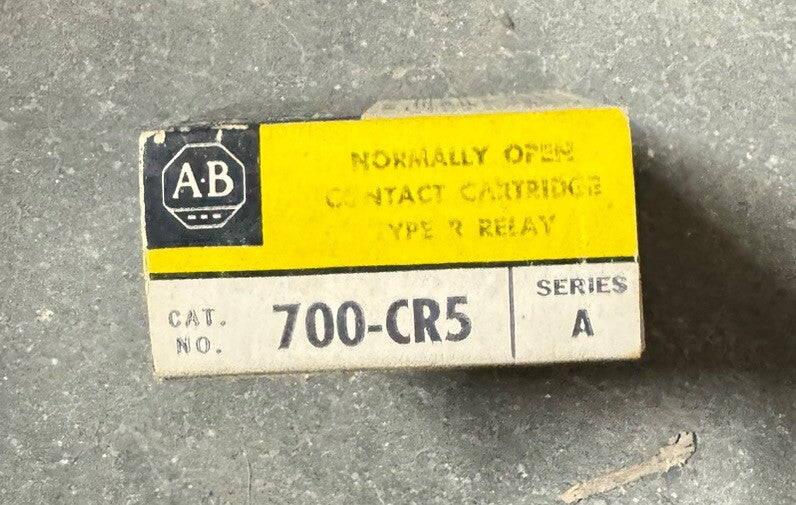 A·B
NORMALLY OPEN
CONTACT CARTRIDGE
TYPE R RELAY
CAT. NO.
700-CR5
SERIES
A